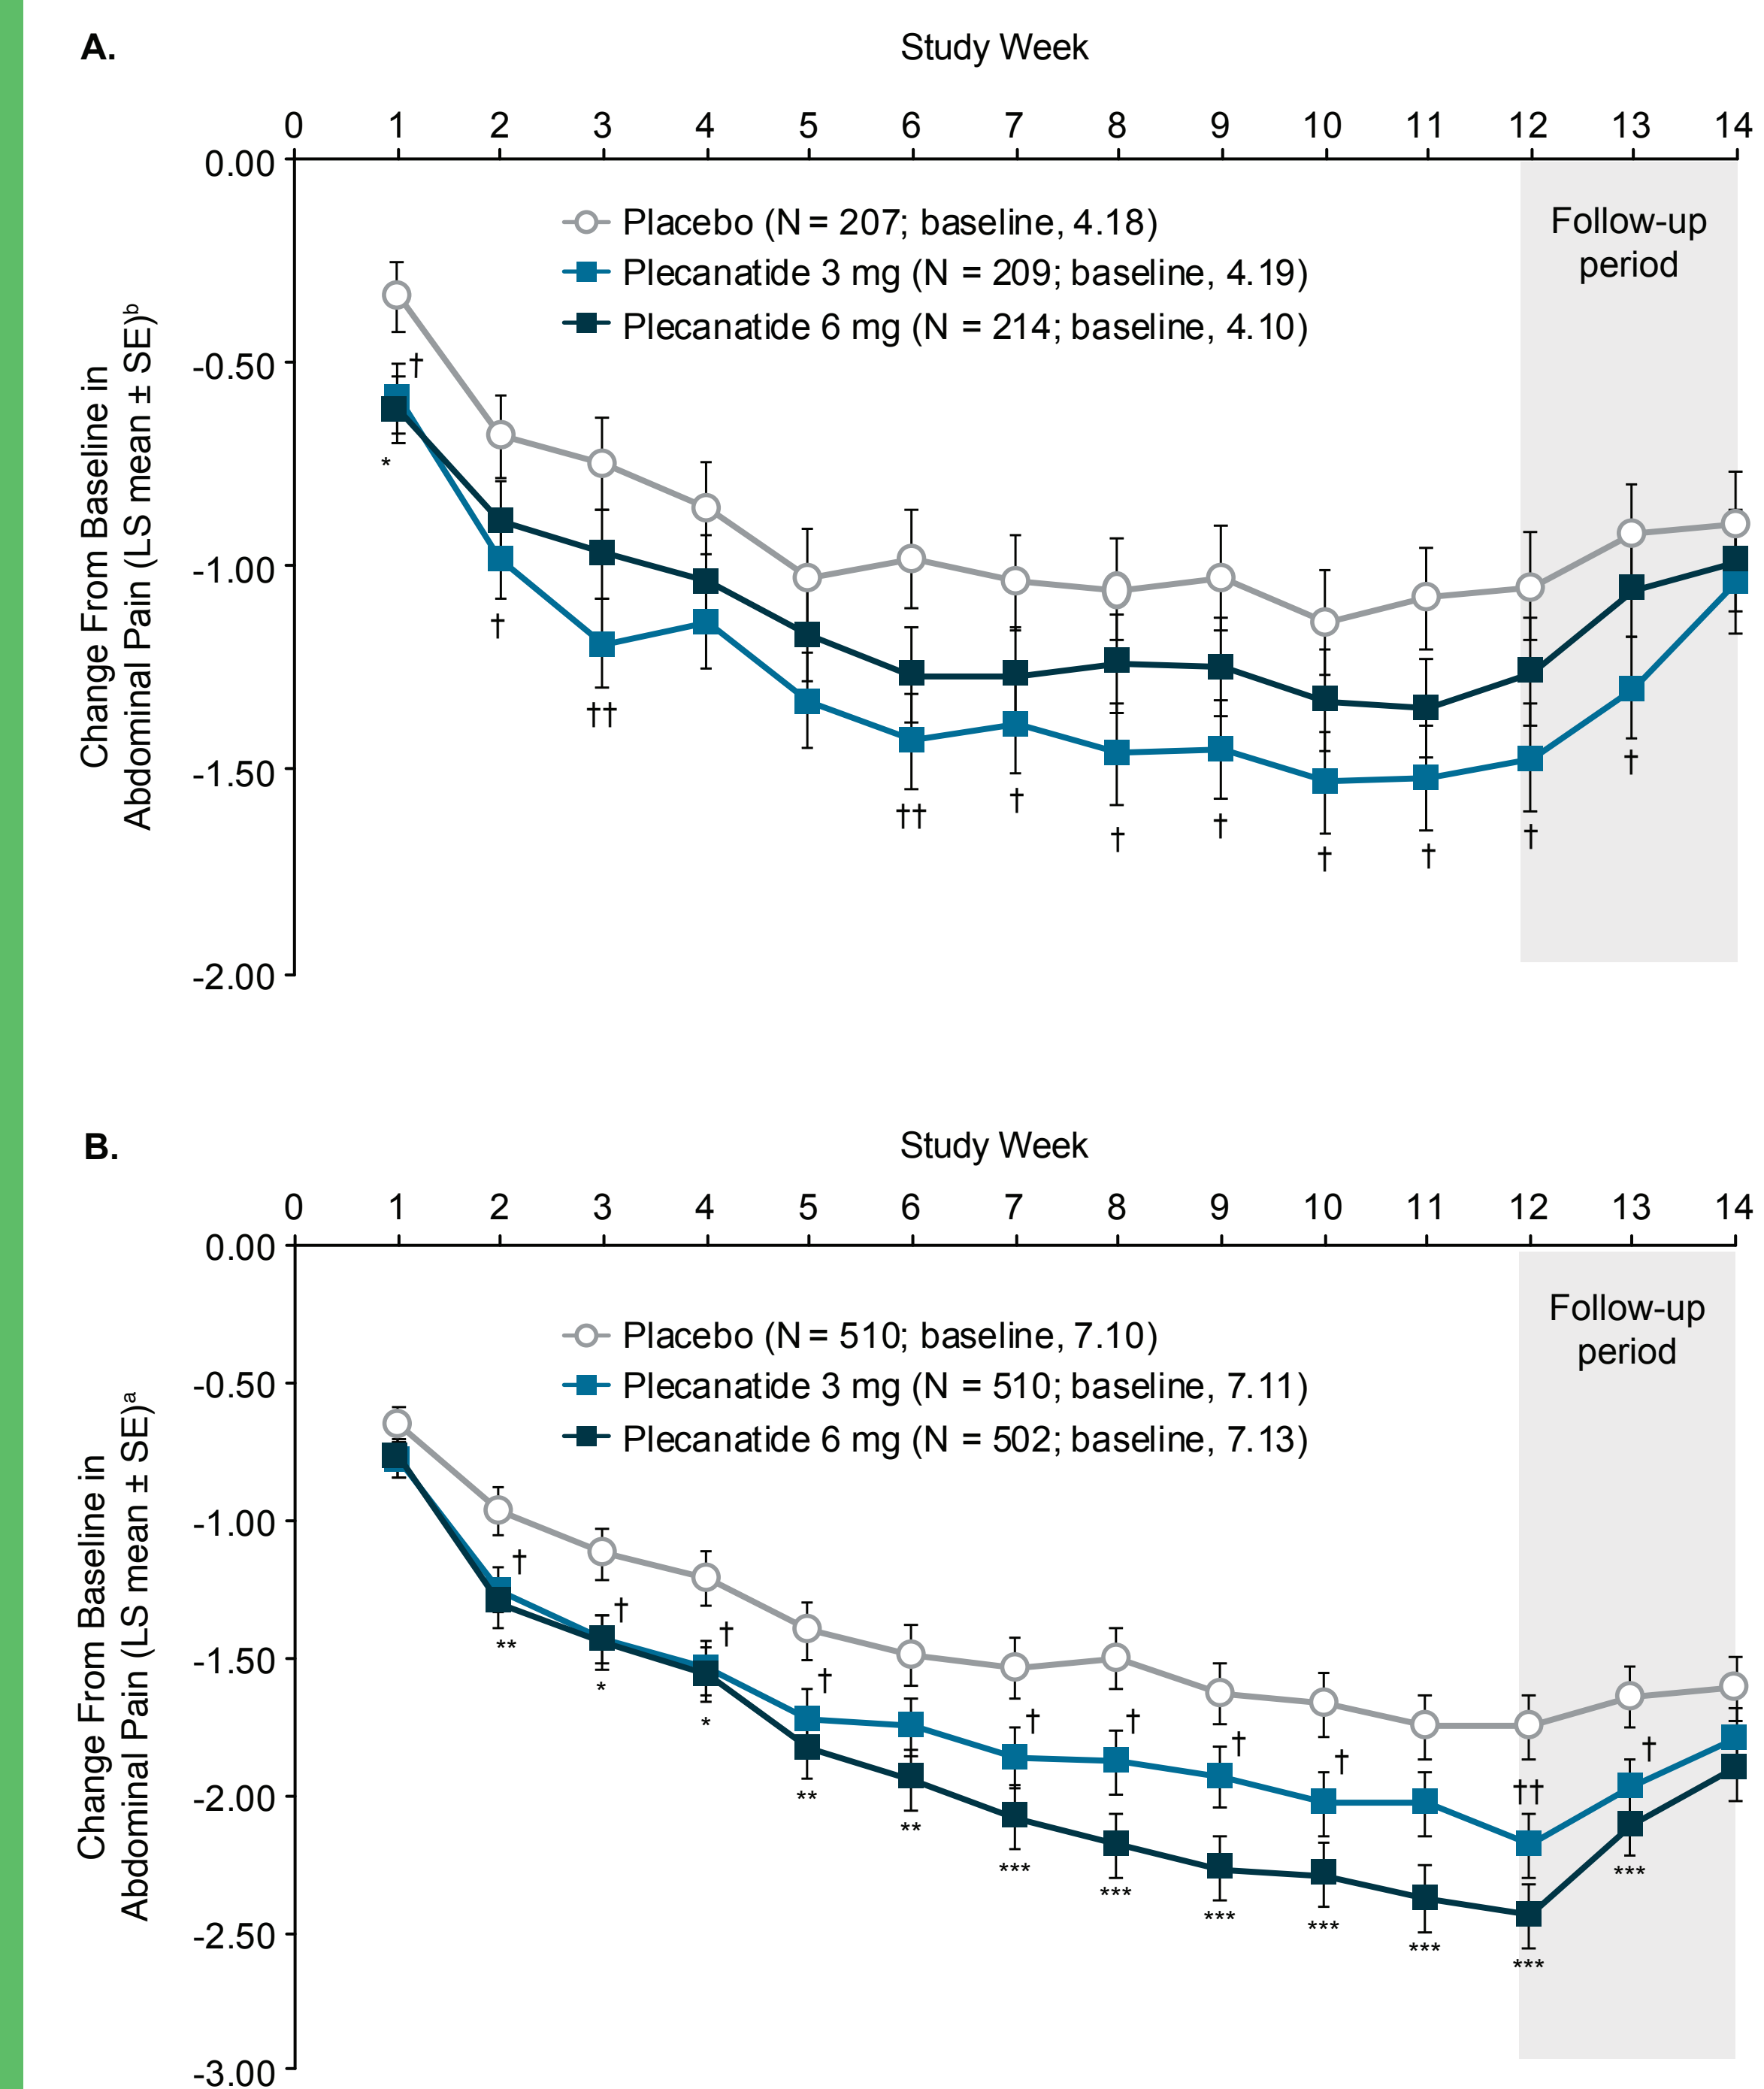 A.
Study Week
0 1 2 3 4 5 6 7 8 9 10 11 12 13 14
0.00
-0.50
-1.00
-1.50
-2.00
Change From Baseline in
Abdominal Pain (LS mean ± SE)b
Placebo (N = 207; baseline, 4.18)
Plecanatide 3 mg (N = 209; baseline, 4.19)
Plecanatide 6 mg (N = 214; baseline, 4.10)
Follow-up
period
†
*
†
††
††
†
†
†
†
†
†
†
B.
Study Week
0 1 2 3 4 5 6 7 8 9 10 11 12 13 14
0.00
-0.50
-1.00
-1.50
-2.00
-2.50
-3.00
Change From Baseline in
Abdominal Pain (LS mean ± SE)a
Placebo (N = 510; baseline, 7.10)
Plecanatide 3 mg (N = 510; baseline, 7.11)
Plecanatide 6 mg (N = 502; baseline, 7.13)
Follow-up
period
†
**
†
*
†
*
†
**
**
†
***
†
***
†
***
†
***
***
††
***
†
***